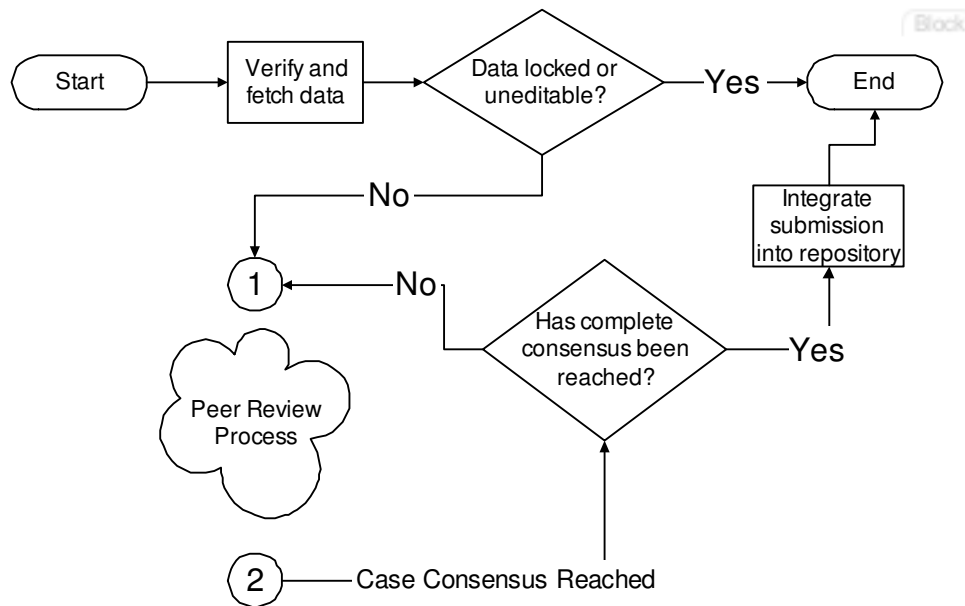 Block
Start
Verify and
fetch data
Data locked or
uneditable?
Yes
End
No
Integrate
submission
into repository
1
No
Has complete
consensus been
reached?
Yes
Peer Review
Process
2
Case Consensus Reached